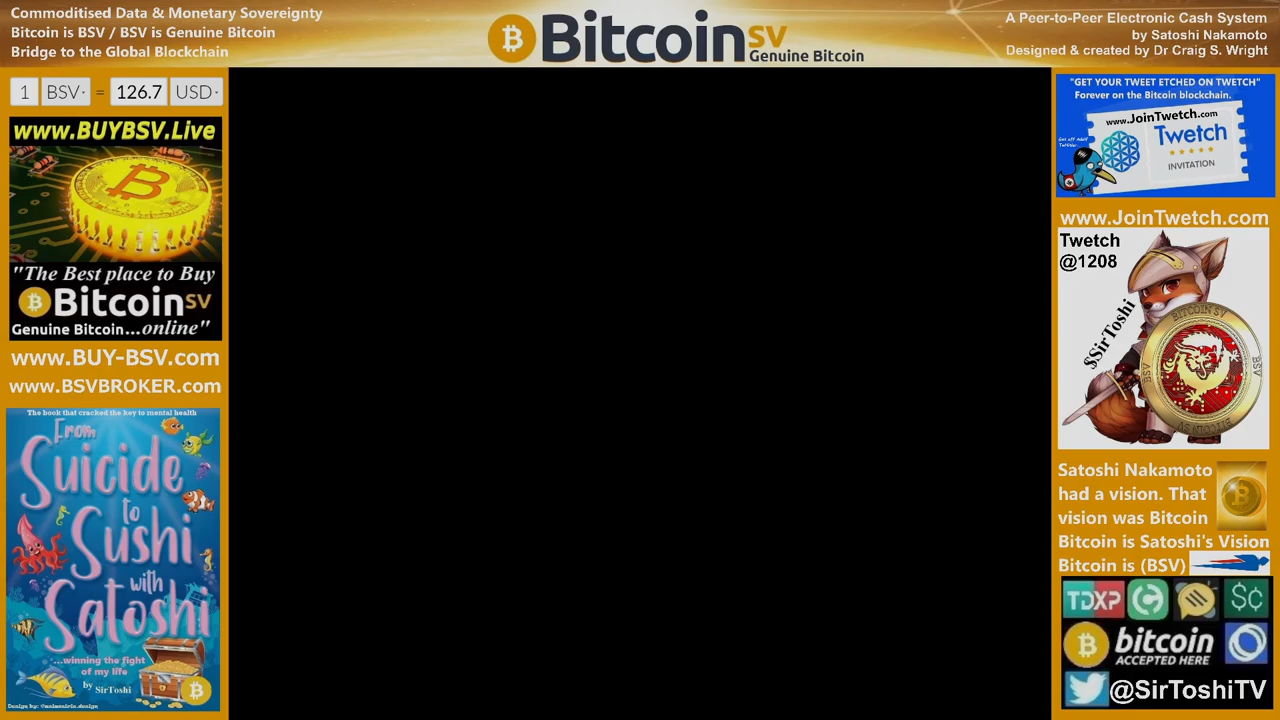 Commoditised Data & Monetary Sovereignty
Bitcoin is BSV / BSV is Genuine Bitcoin
Bridge to the Global Blockchain
BitcoinSV
Genuine Bitcoin
A Peer-to-Peer Electronic Cash System
by Satoshi Nakamoto
Designed & created by Dr Craig S. Wright
1 BSV = 126.7 USD
www.BUYBSV.Live
"The Best place to Buy
BitcoinSV
Genuine Bitcoin...online"
www.BUY-BSV.com
www.BSVBROKER.com
The book that cracked the key to mental health
From
Suicide
to
Sushi
with
Satoshi
...winning the fight
of my life
by SirToshi
"GET YOUR TWEET ETCHED ON TWETCH"
Forever on the Bitcoin blockchain.
www.JoinTwetch.com
Twetch
INVITATION
www.JoinTwetch.com
Twetch
@1208
$SirToshi
BITCOIN SV
BSV
BSV
BITCOIN SV
Satoshi Nakamoto
had a vision. That
vision was Bitcoin
Bitcoin is Satoshi's Vision
Bitcoin is (BSV)
TDXP
bitcoin
ACCEPTED HERE
@SirToshiTV